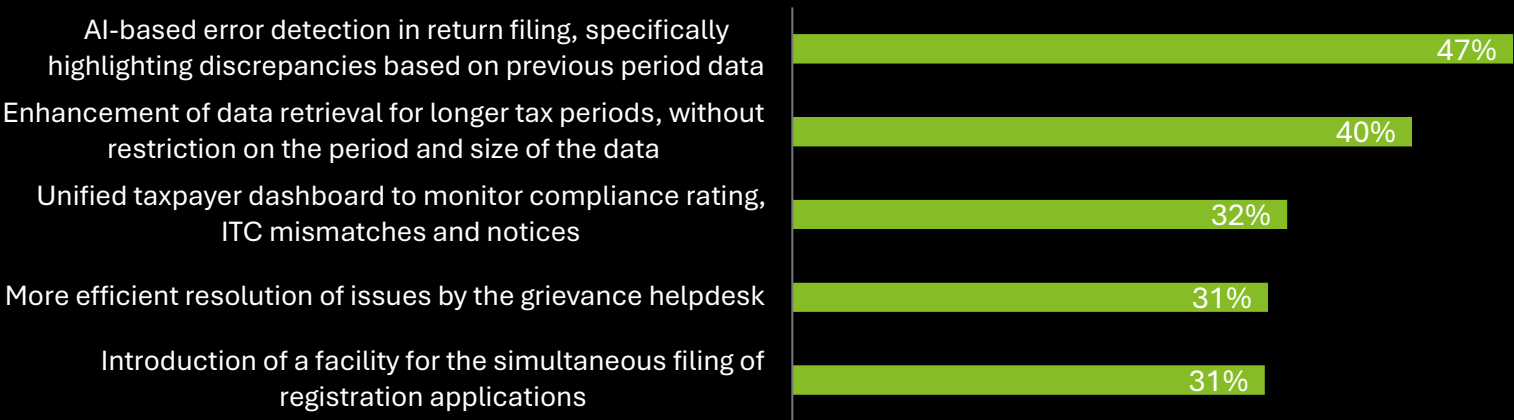 AI-based error detection in return filing, specifically
highlighting discrepancies based on previous period data
47%
Enhancement of data retrieval for longer tax periods, without
restriction on the period and size of the data
40%
Unified taxpayer dashboard to monitor compliance rating,
ITC mismatches and notices
32%
More efficient resolution of issues by the grievance helpdesk
31%
Introduction of a facility for the simultaneous filing of
registration applications
31%